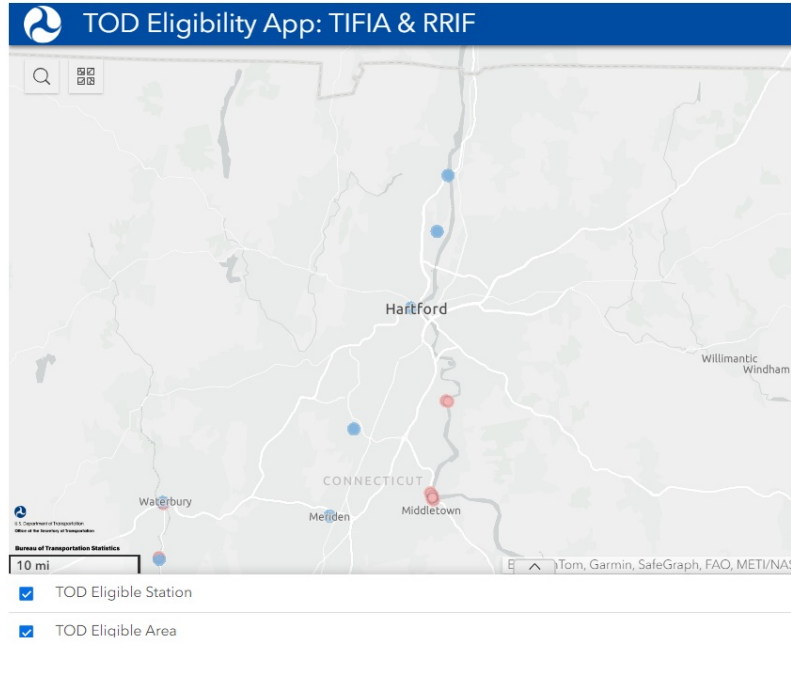 TOD Eligibility App: TIFIA & RRIF
Hartford
Willimantic
Windham
CONNECTICUT
Waterbury
Meriden
Middletown
U.S. Department of Transportation
Office of the Secretary of Transportation
Bureau of Transportation Statistics
10 mi
Tom, Garmin, SafeGraph, FAO, METI/NAS
TOD Eligible Station
TOD Eligible Area